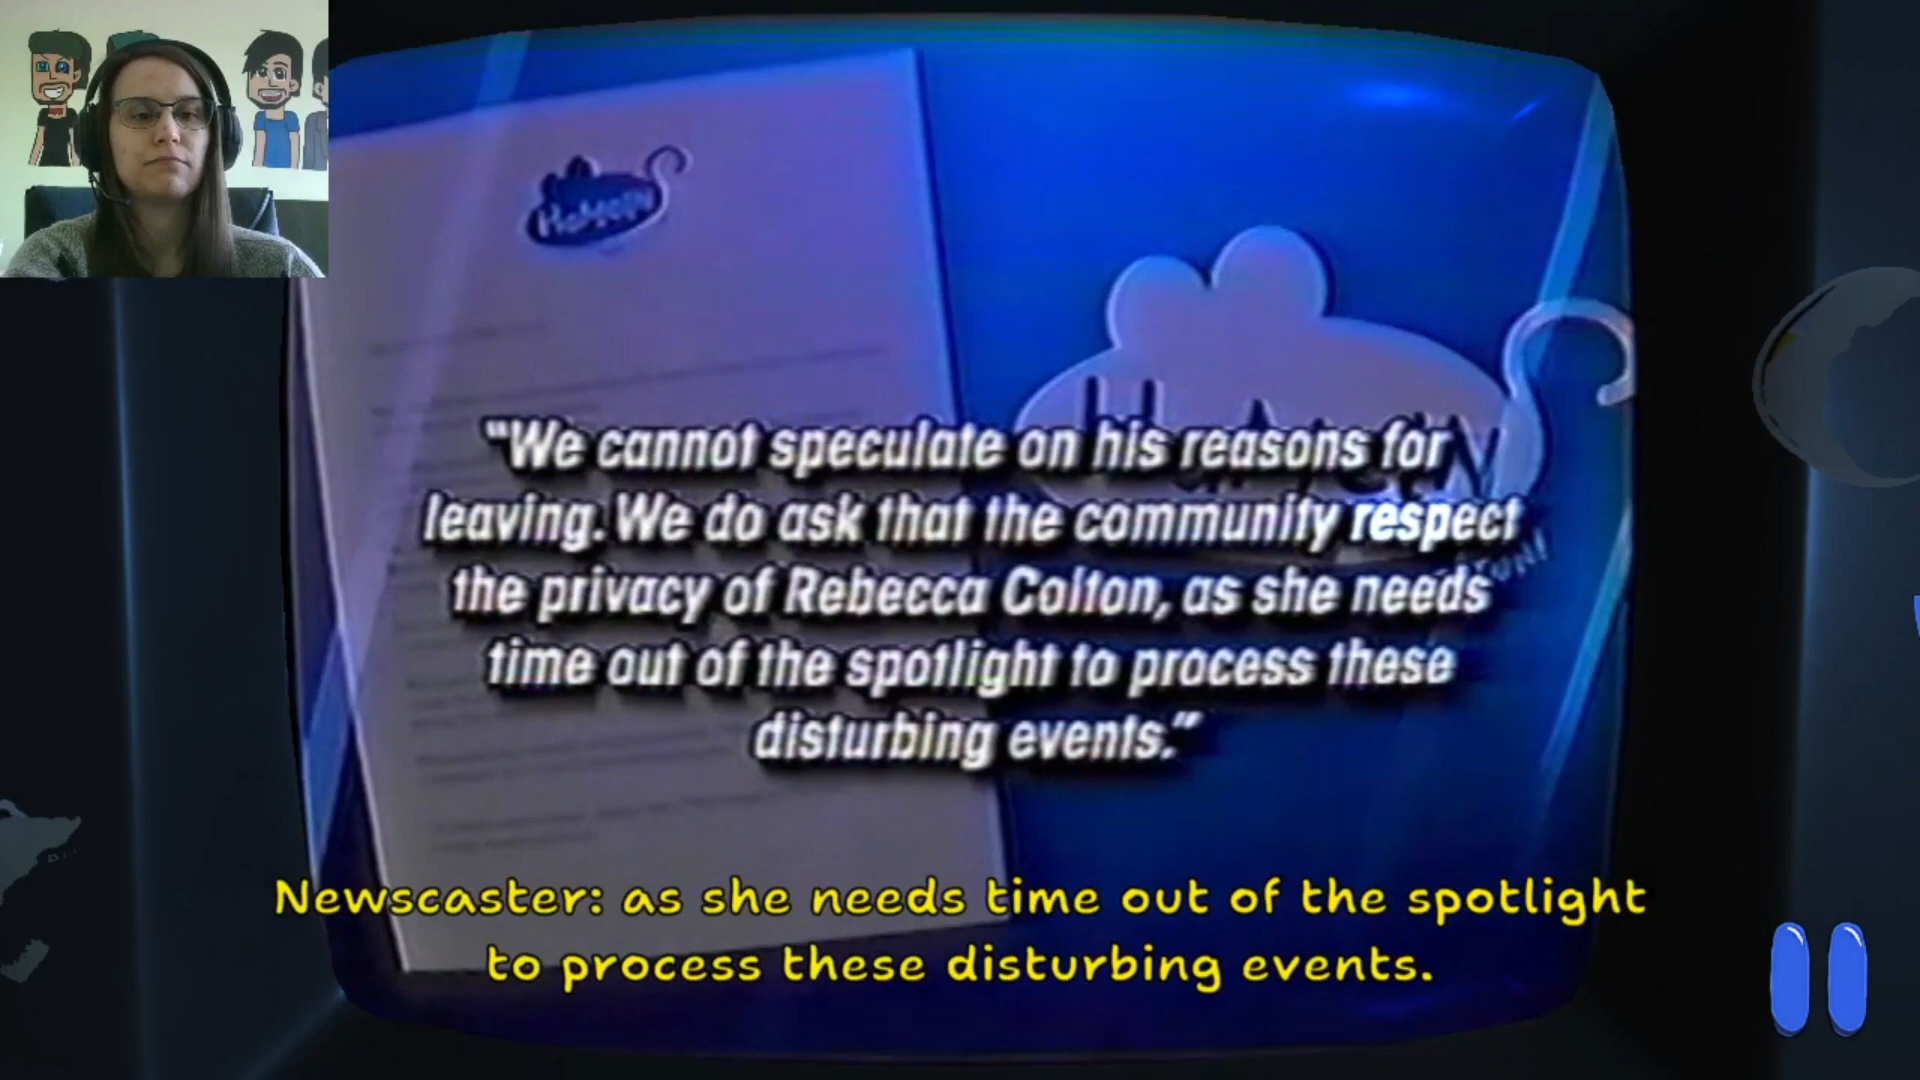 Hameln
"We cannot speculate on his reasons for
leaving. We do ask that the community respect
the privacy of Rebecca Colton, as she needs
time out of the spotlight to process these
disturbing events."
Newscaster: as she needs time out of the spotlight
to process these disturbing events.